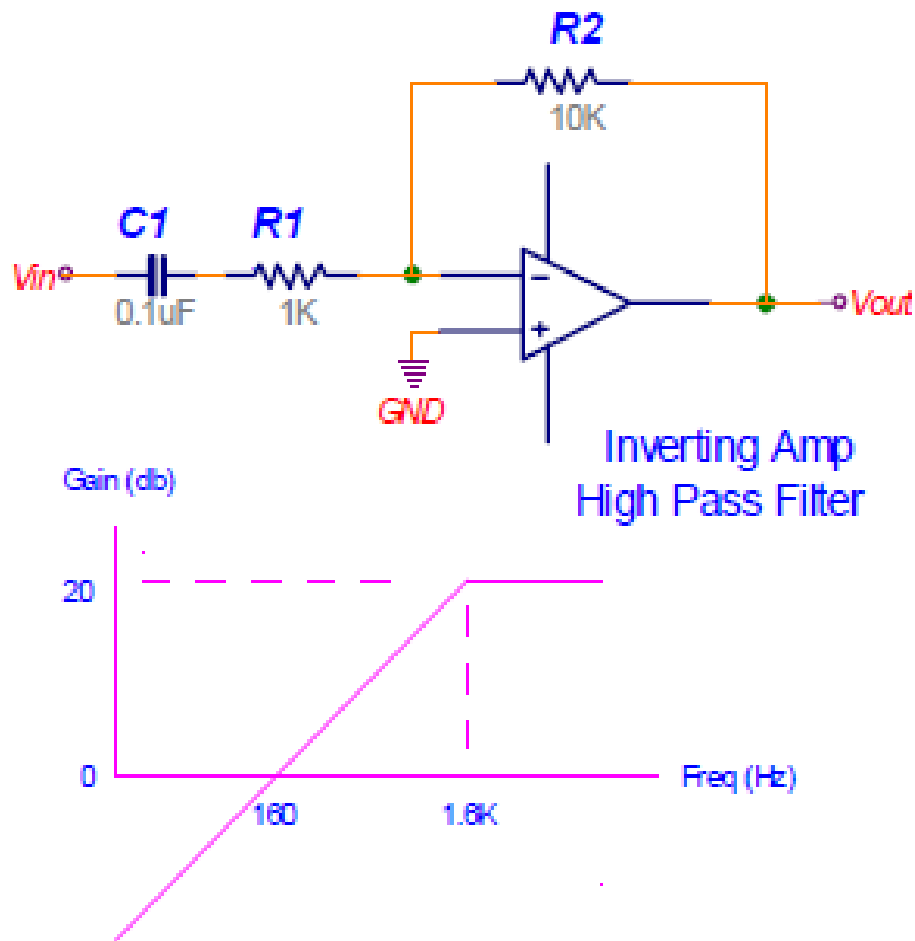 R2
10K
C1
R1
Vin
0.1uF
1K
−
+
Vout
GND
Inverting Amp
High Pass Filter
Gain (db)
20
0
Freq (Hz)
160
1.6K